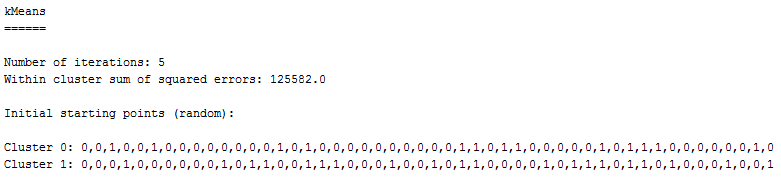 kMeans
======
Number of iterations: 5
Within cluster sum of squared errors: 125582.0
Initial starting points (random):
Cluster 0: 0,0,1,0,0,1,0,0,0,0,0,0,0,0,1,0,1,0,0,0,0,0,0,0,0,0,0,1,1,0,1,1,0,0,0,0,0,1,0,1,1,1,0,0,0,0,0,0,1,0
Cluster 1: 0,0,0,1,0,0,0,0,0,0,1,0,1,1,0,0,1,1,1,0,0,0,1,0,0,1,0,1,1,0,0,0,0,1,0,1,1,1,0,1,1,0,1,0,0,0,1,0,0,1